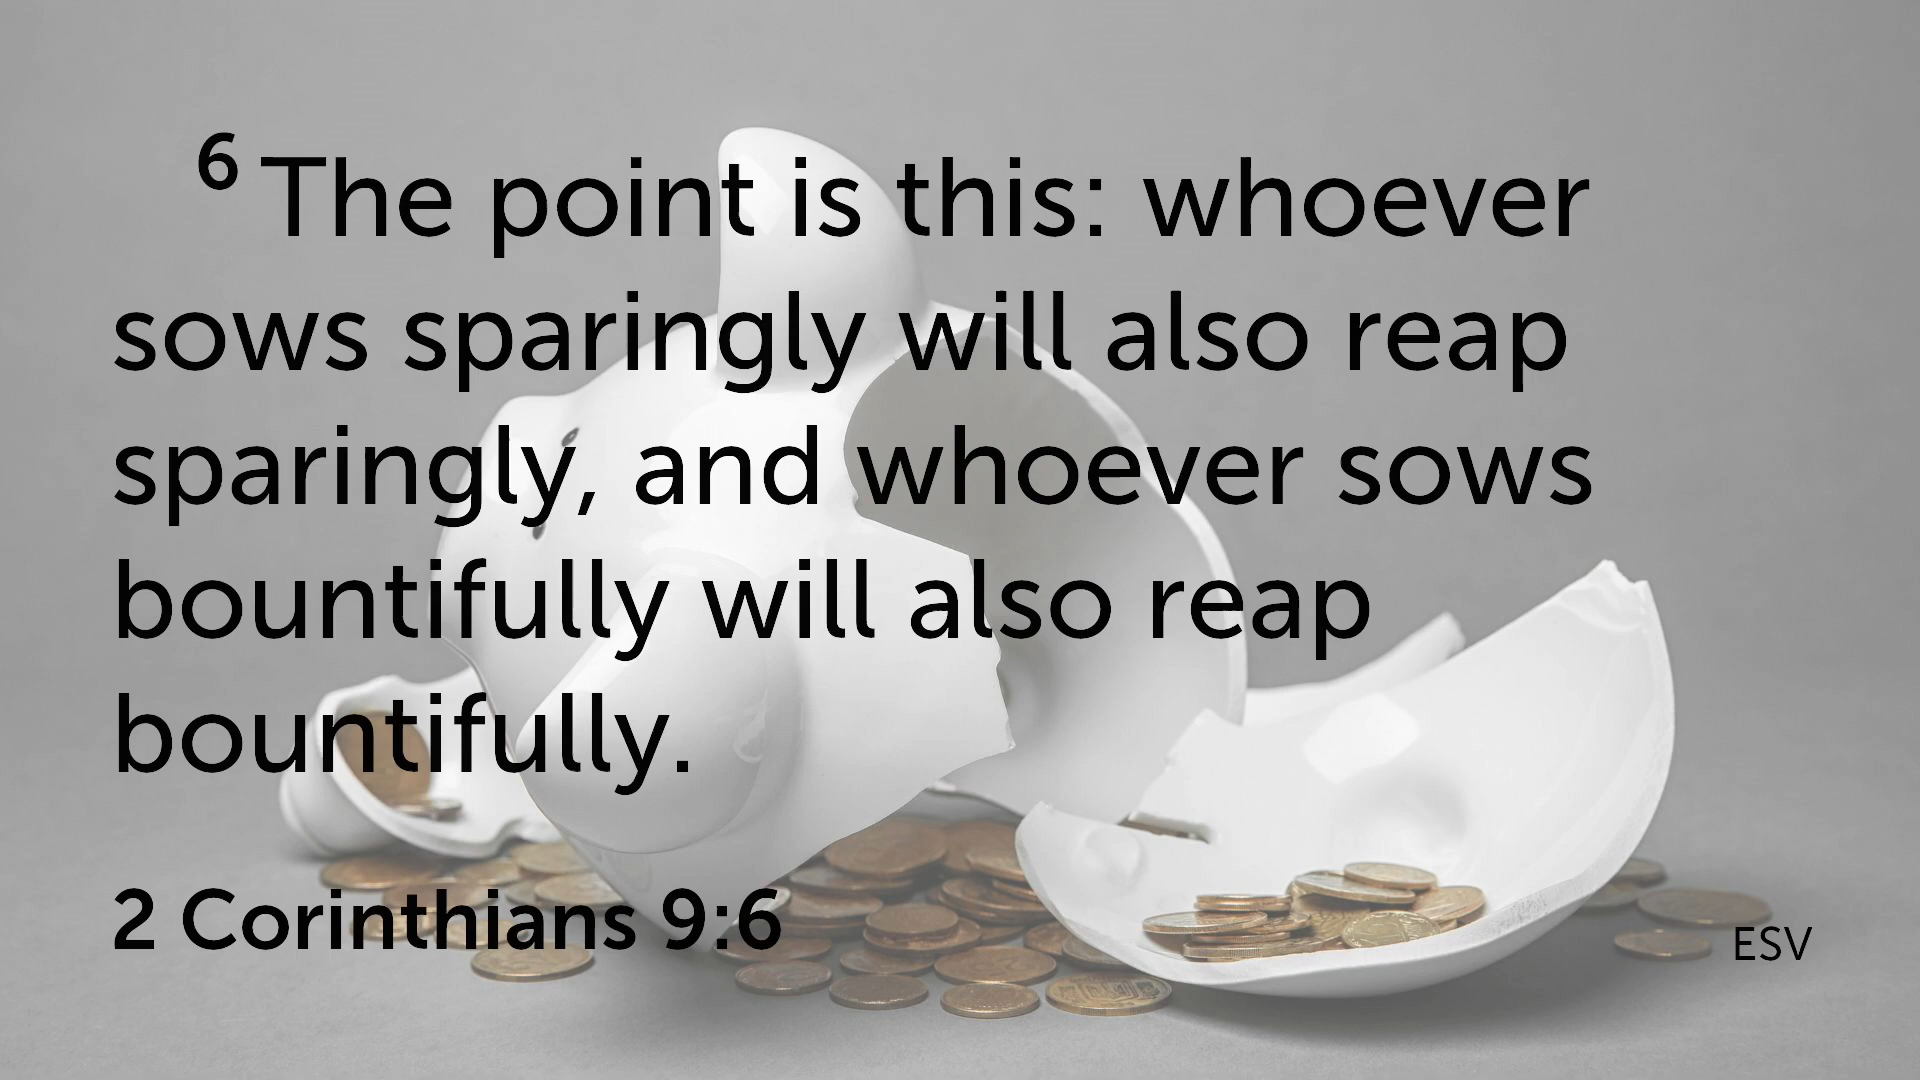 6 The point is this: whoever
sows sparingly will also reap
sparingly, and whoever sows
bountifully will also reap
bountifully.
2 Corinthians 9:6
ESV